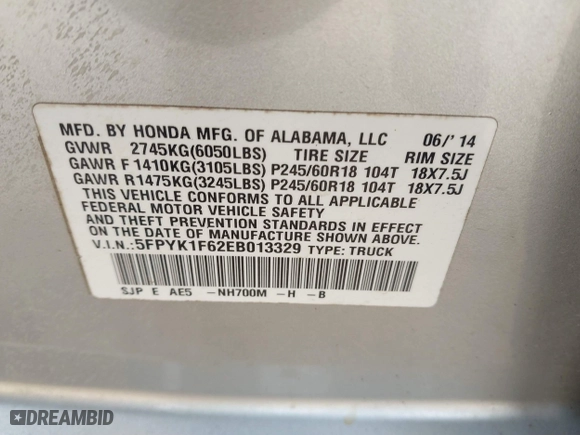 MFD. BY HONDA MFG. OF ALABAMA, LLC 06/'14
GVWR 2745KG(6050LBS) TIRE SIZE RIM SIZE
GAWR F 1410KG(3105LBS) P245/60R18 104T 18X7.5J
GAWR R1475KG(3245LBS) P245/60R18 104T 18X7.5J
THIS VEHICLE CONFORMS TO ALL APPLICABLE
FEDERAL MOTOR VEHICLE SAFETY
AND THEFT PREVENTION STANDARDS IN EFFECT
ON THE DATE OF MANUFACTURE SHOWN ABOVE.
V.I.N.:5FPYK1F62EB013329 TYPE: TRUCK
SJP E AE5 -NH700M -H -B
DREAMBID